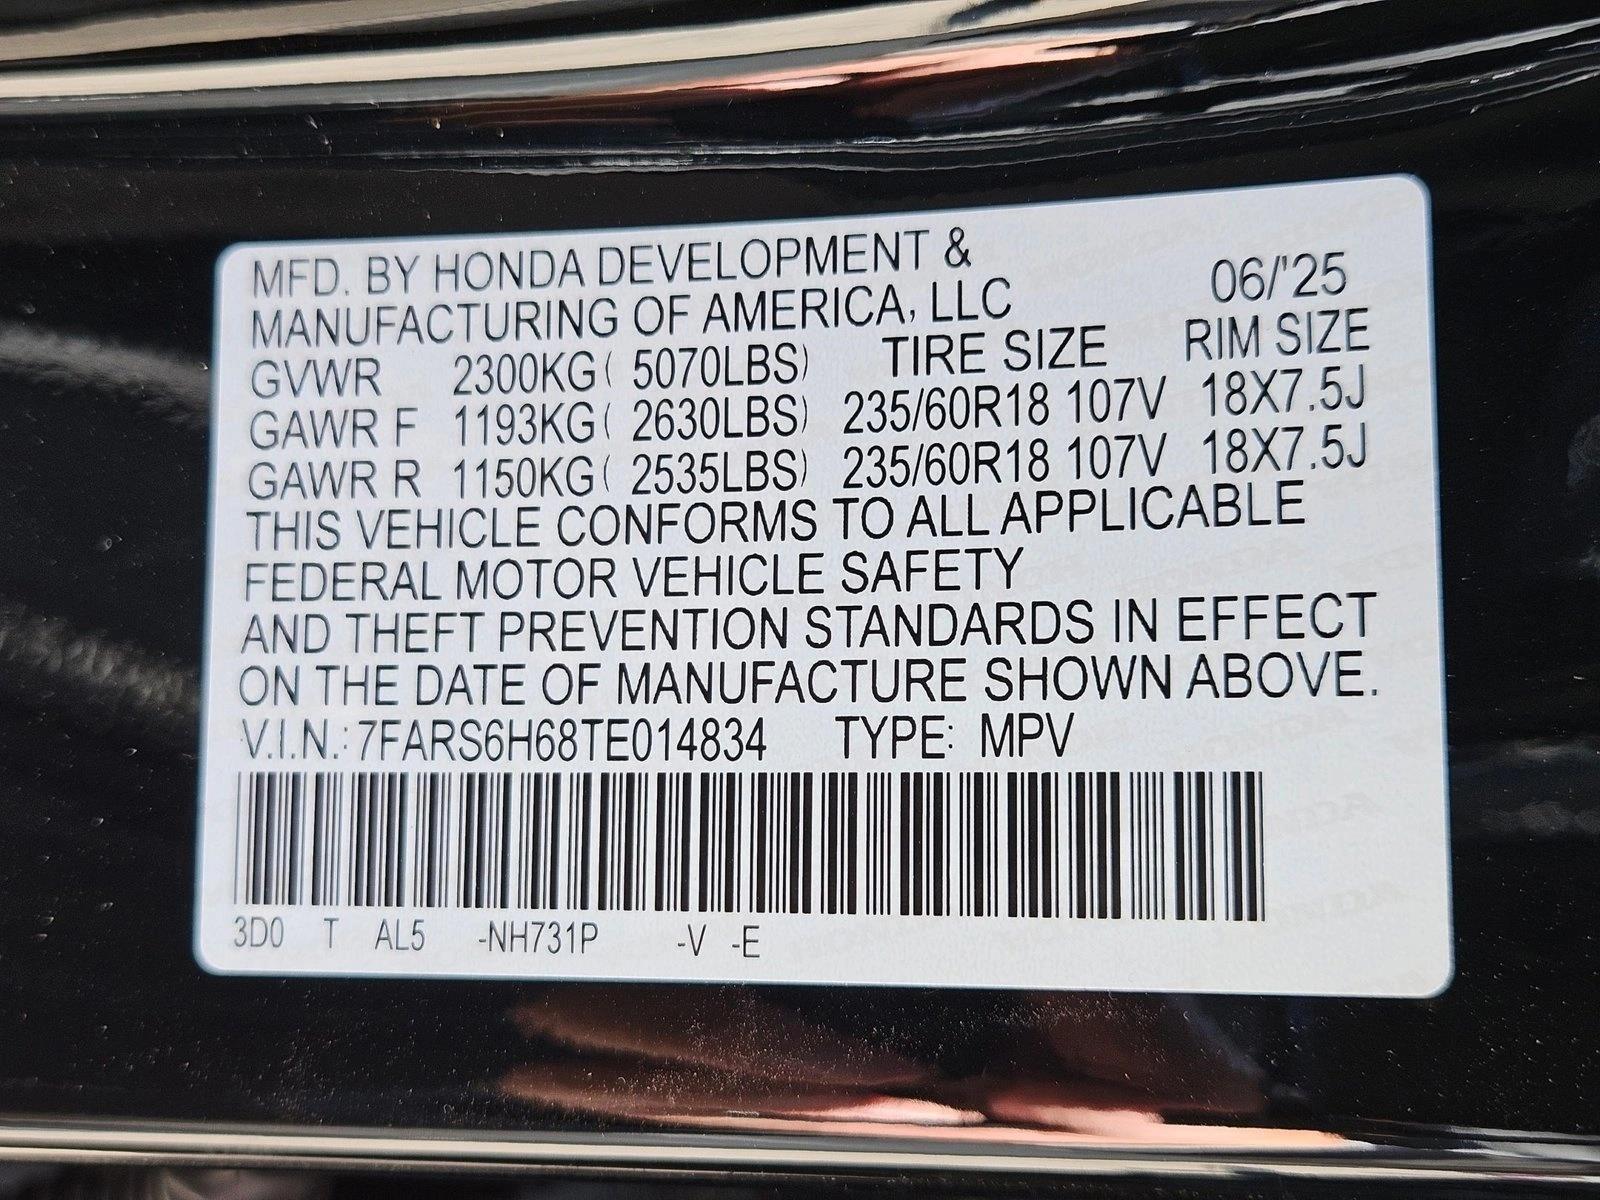 MFD. BY HONDA DEVELOPMENT &
MANUFACTURING OF AMERICA, LLC 06/'25
GVWR 2300KG( 5070LBS) TIRE SIZE RIM SIZE
GAWR F 1193KG( 2630LBS) 235/60R18 107V 18X7.5J
GAWR R 1150KG( 2535LBS) 235/60R18 107V 18X7.5J
THIS VEHICLE CONFORMS TO ALL APPLICABLE
FEDERAL MOTOR VEHICLE SAFETY
AND THEFT PREVENTION STANDARDS IN EFFECT
ON THE DATE OF MANUFACTURE SHOWN ABOVE.
V.I.N.: 7FARS6H68TE014834 TYPE: MPV
3D0 T AL5 -NH731P -V -E